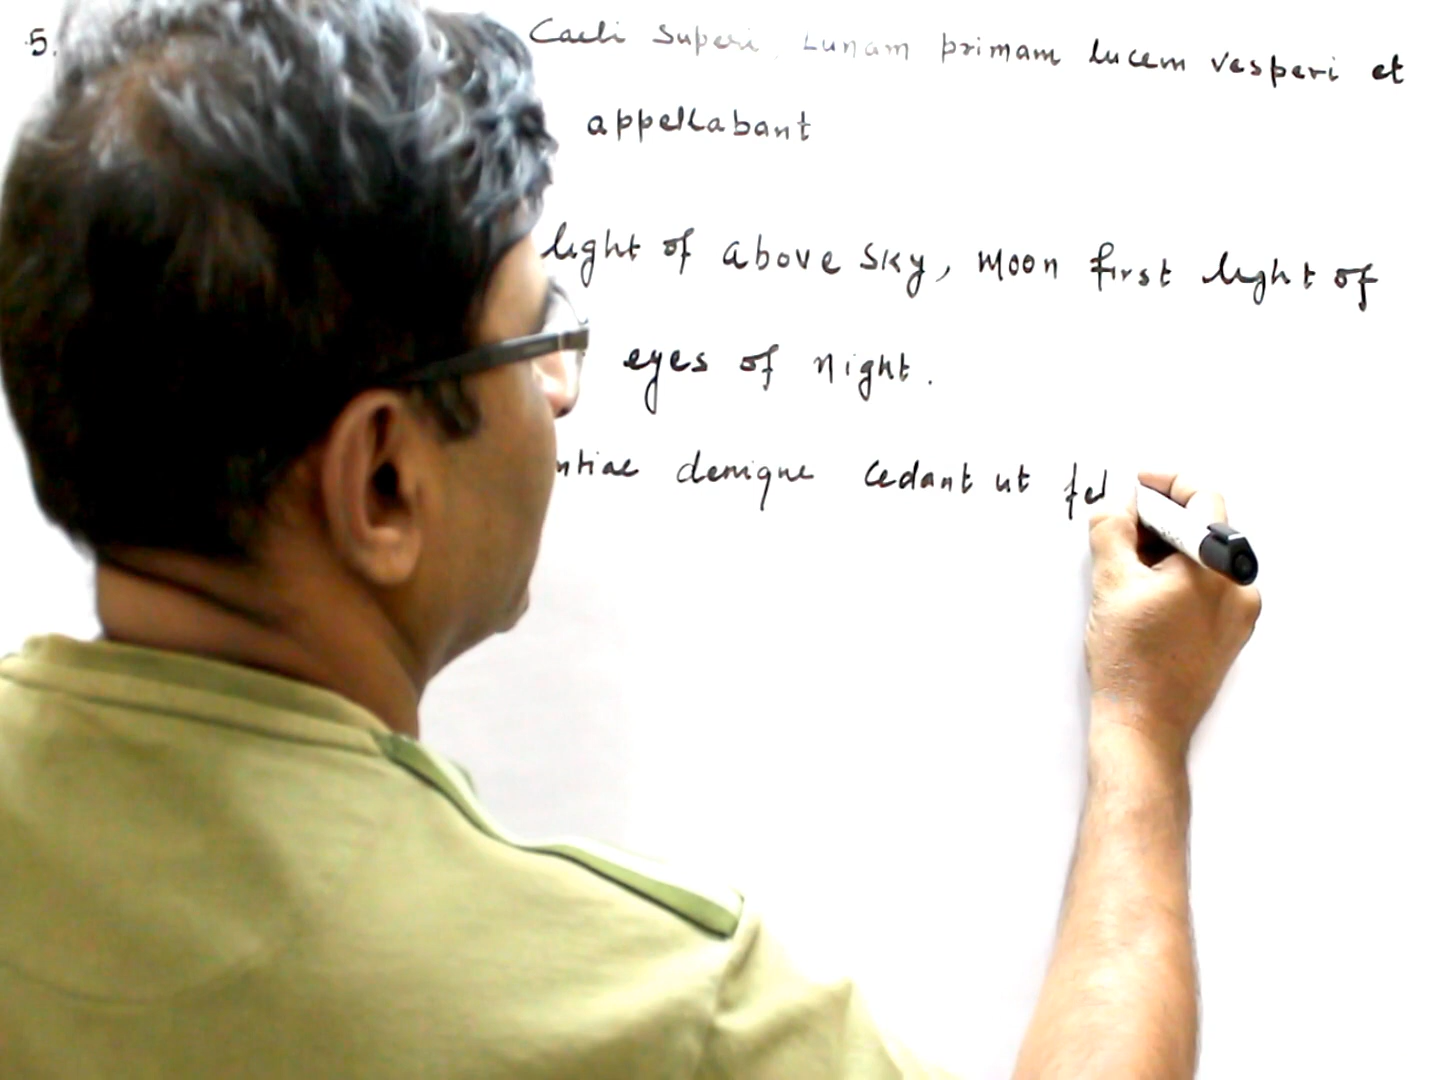 5. Caeli Superi, Lunam primam lucem vesperi et
appellabant
light of above sky, Moon first light of
eyes of night.
ntiae denique cedant ut fel